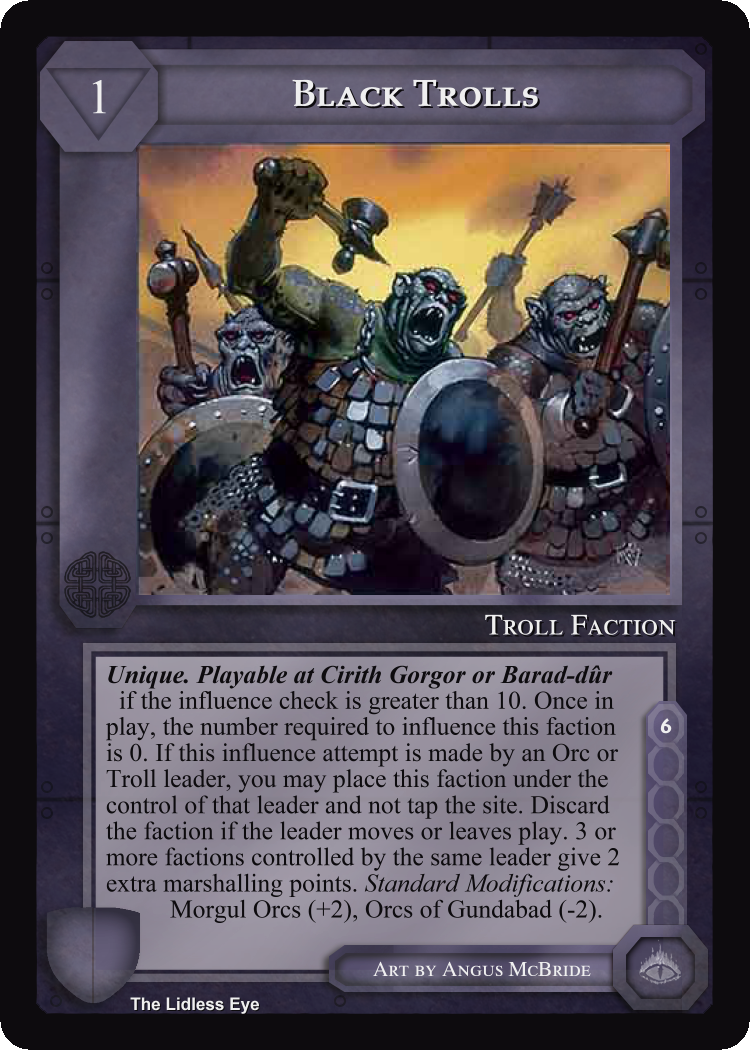 1
Black Trolls
Troll Faction
Unique. Playable at Cirith Gorgor or Barad-dûr
if the influence check is greater than 10. Once in
play, the number required to influence this faction
is 0. If this influence attempt is made by an Orc or
Troll leader, you may place this faction under the
control of that leader and not tap the site. Discard
the faction if the leader moves or leaves play. 3 or
more factions controlled by the same leader give 2
extra marshalling points. Standard Modifications:
Morgul Orcs (+2), Orcs of Gundabad (-2).
6
Art by Angus McBride
The Lidless Eye